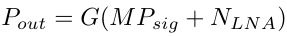 $P_{out} = G(MP_{sig} + N_{LNA})$